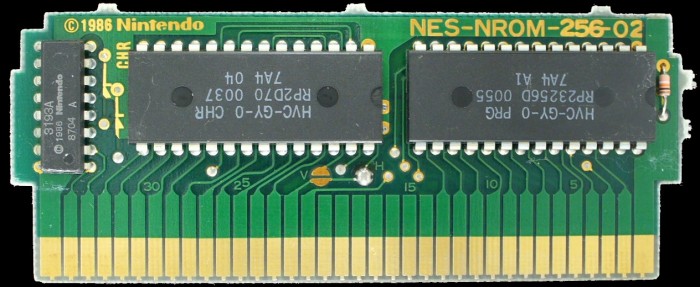 ©1986 Nintendo
NES-NROM-256-02
CHR
3193A
© 1986 Nintendo
8704 A
HVC-GY-0 CHR
RP2D70 0037
7A4 04
HVC-GY-0 PRG
RP23256D 0055
7A4 A1
V
H
30
25
15
10
5